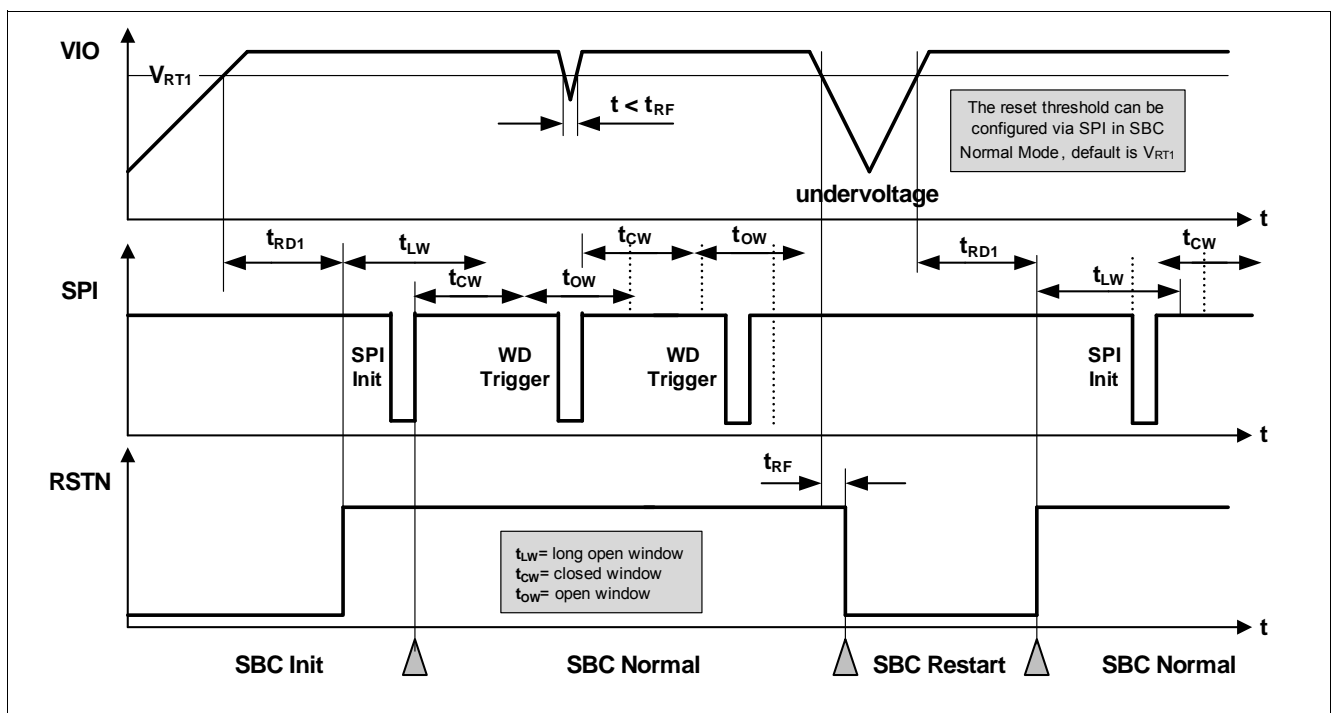 VIO
VRT1
t < tRF
The reset threshold can be
configured via SPI in SBC
Normal Mode, default is VRT1
undervoltage
t
tRD1
tLW
tCW
tOW
tCW
tOW
tRD1
tLW
tCW
SPI
SPI
Init
WD
Trigger
WD
Trigger
SPI
Init
t
RSTN
tRF
tLW= long open window
tCW= closed window
tOW= open window
t
SBC Init
SBC Normal
SBC Restart
SBC Normal